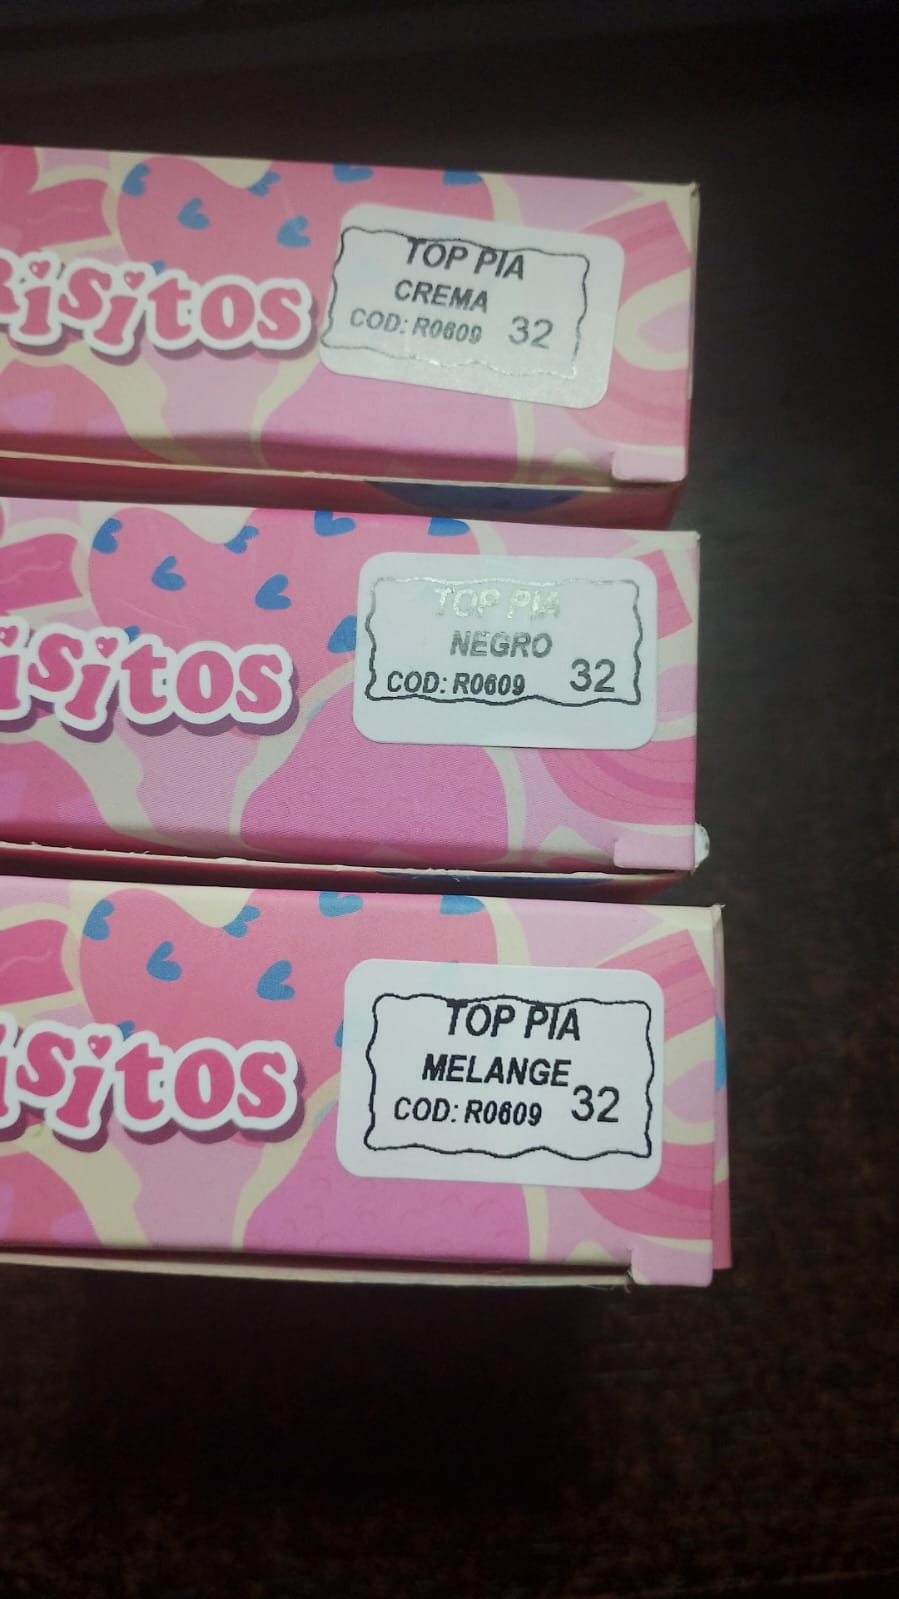 isitos
TOP PIA
CREMA
COD: R0609 32
isitos
TOP PIA
NEGRO
COD: R0609 32
isitos
TOP PIA
MELANGE
COD: R0609 32